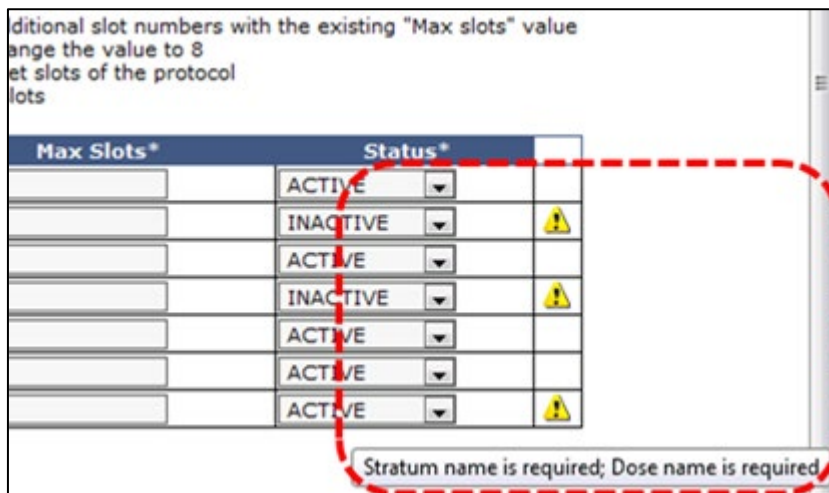 ditional slot numbers with the existing "Max slots" value
ange the value to 8
et slots of the protocol
lots
Max Slots* Status*
ACTIVE
INACTIVE
ACTIVE
INACTIVE
ACTIVE
ACTIVE
ACTIVE
Stratum name is required; Dose name is required